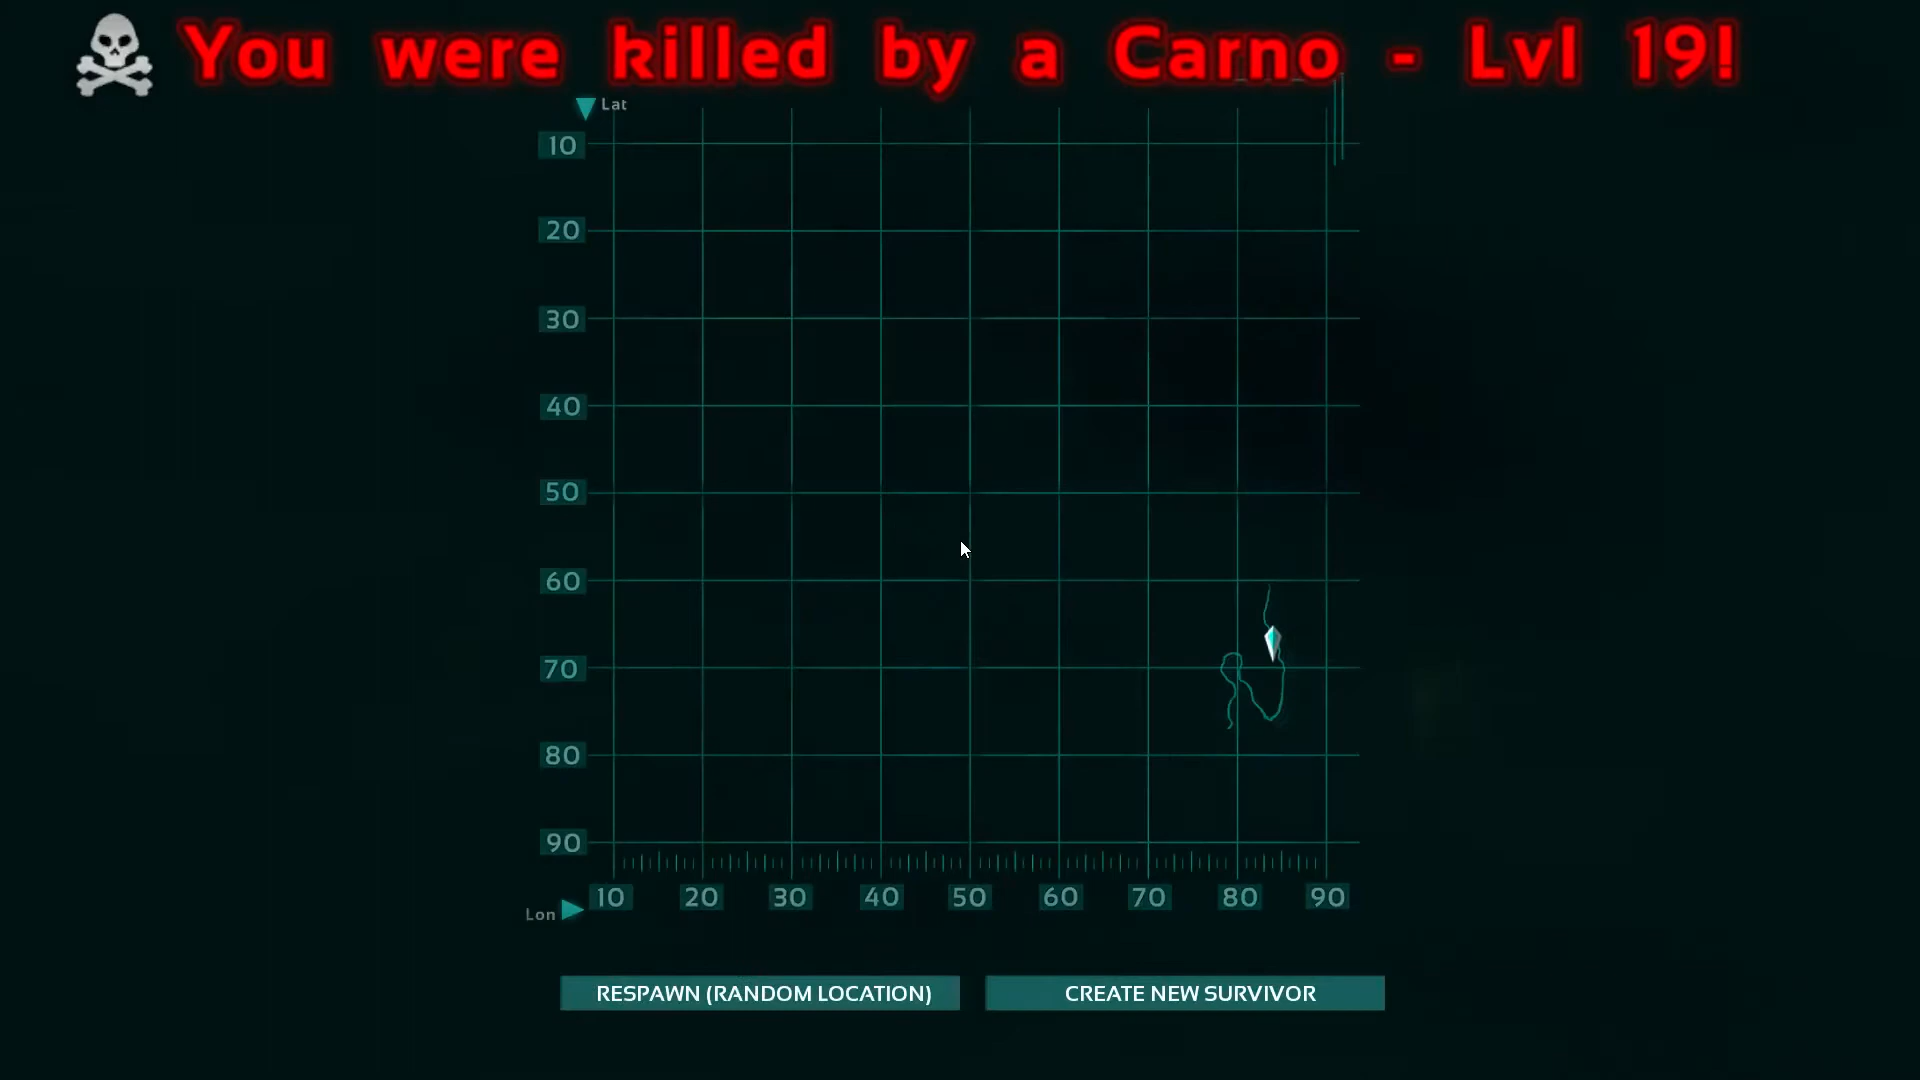 You were killed by a Carno - Lvl 19!
Lat
10
20
30
40
50
60
70
80
90
10 20 30 40 50 60 70 80 90
Lon
RESPAWN (RANDOM LOCATION) CREATE NEW SURVIVOR